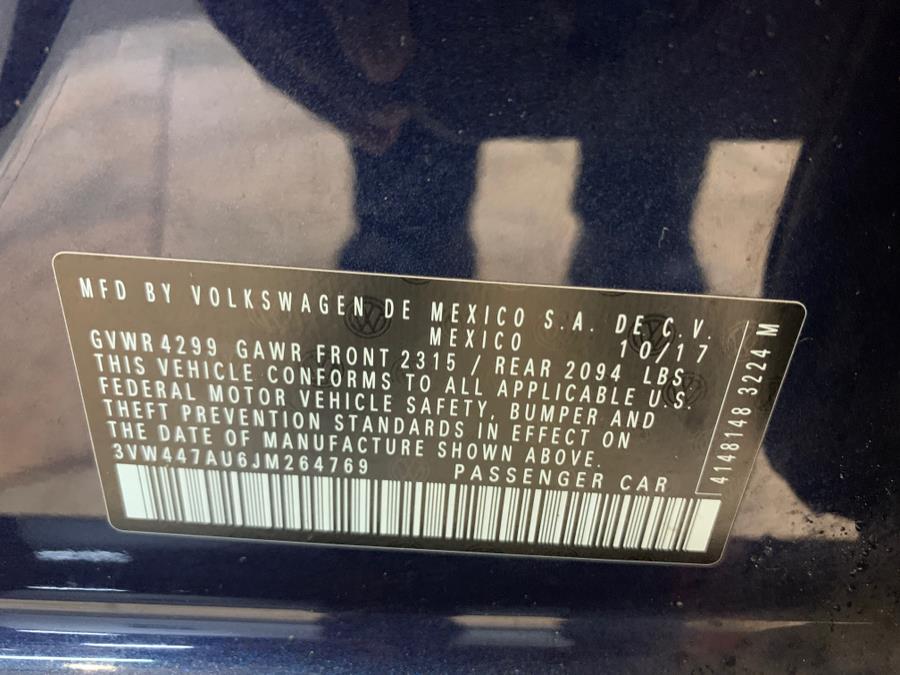 MFD BY VOLKSWAGEN DE MEXICO S.A. DE C.V.
MEXICO 10/17
GVWR 4299 GAWR FRONT 2315 / REAR 2094 LBS
THIS VEHICLE CONFORMS TO ALL APPLICABLE U.S.
FEDERAL MOTOR VEHICLE SAFETY, BUMPER AND
THEFT PREVENTION STANDARDS IN EFFECT ON
THE DATE OF MANUFACTURE SHOWN ABOVE.
3VW447AU6JM264769 PASSENGER CAR
4148148 3224 M